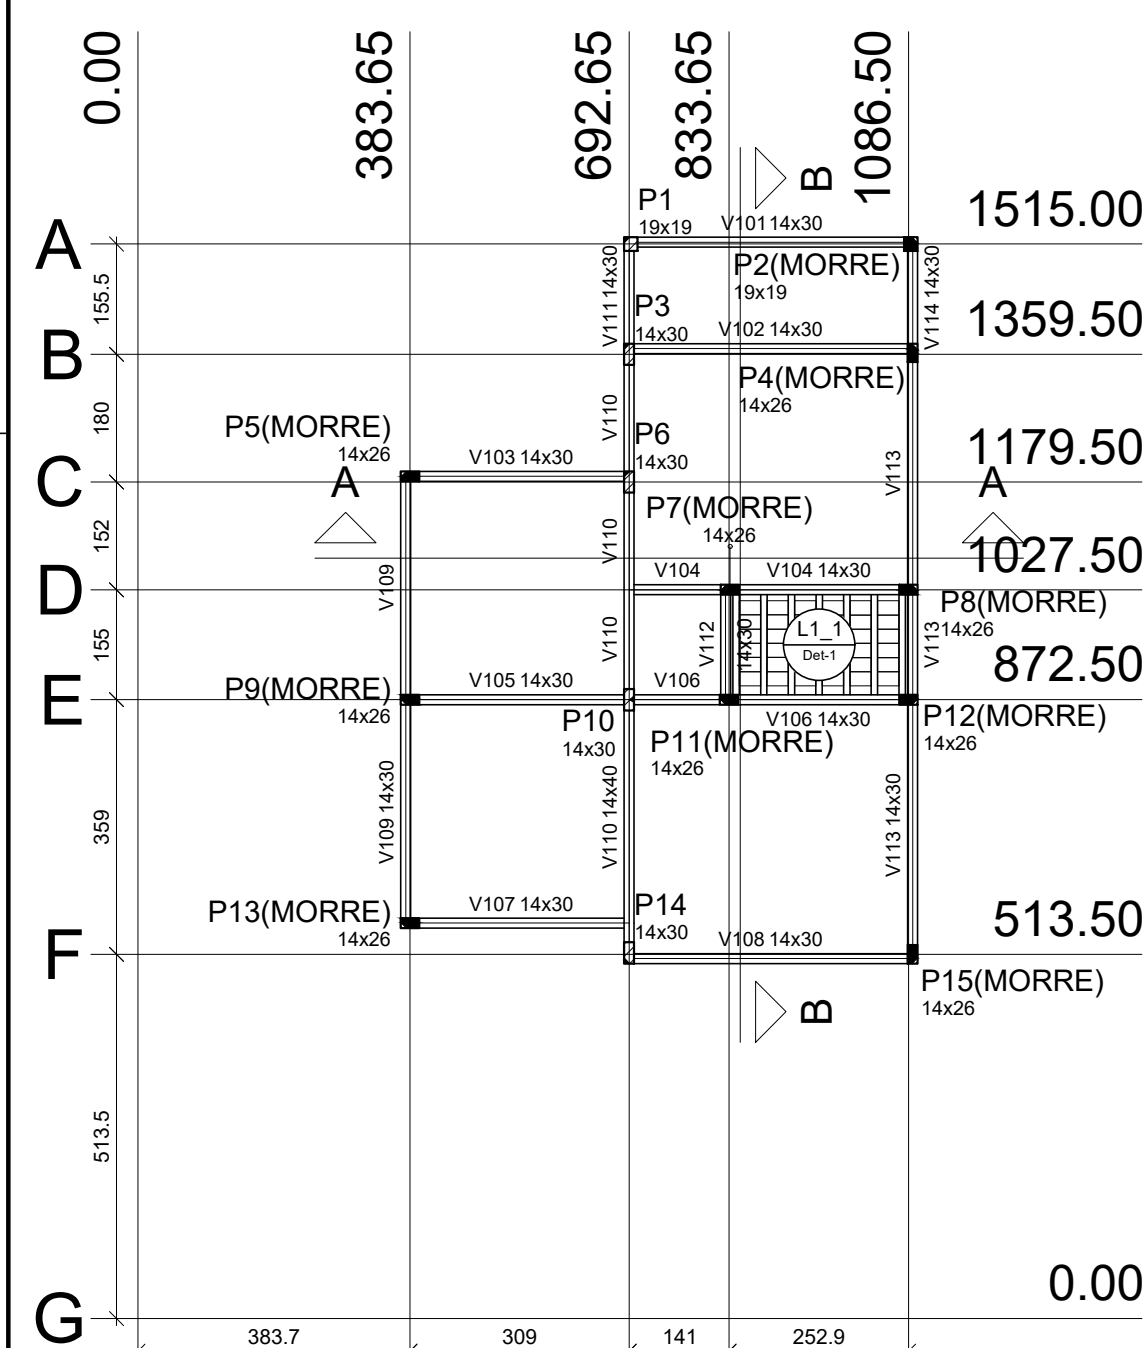 0.00
383.65
692.65
833.65
1086.50
B
P1
19x19
V101 14x30
1515.00
A
155.5
V111 14x30
P2(MORRE)
19x19
V114 14x30
P3
14x30
V102 14x30
1359.50
B
P4(MORRE)
14x26
180
V110
P5(MORRE)
14x26
P6
14x30
V103 14x30
V113
1179.50
C
A
A
P7(MORRE)
14x26
152
V110
V109
1027.50
V104
V104 14x30
D
P8(MORRE)
14x26
155
V110
V112
14x30
L1_1
Det-1
V113
872.50
P9(MORRE)
14x26
V105 14x30
V106
E
P10
14x30
V106 14x30
P11(MORRE)
14x26
P12(MORRE)
14x26
359
V109 14x30
V110 14x40
V113 14x30
P13(MORRE)
14x26
V107 14x30
P14
14x30
513.50
V108 14x30
F
P15(MORRE)
14x26
B
513.5
0.00
G
383.7
309
141
252.9